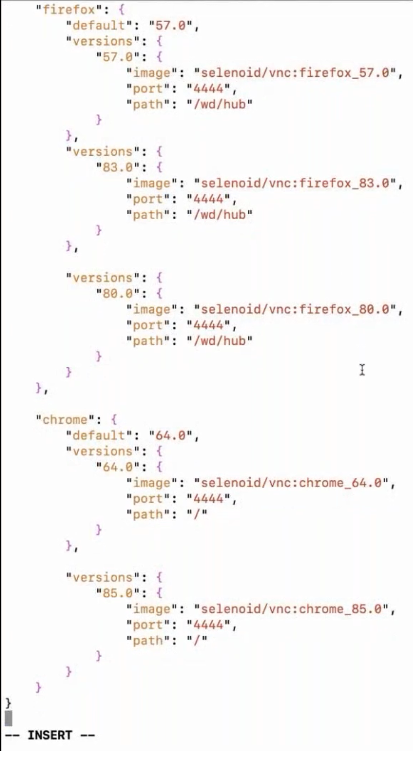 "firefox": {
"default": "57.0",
"versions": {
"57.0": {
"image": "selenoid/vnc:firefox_57.0",
"port": "4444",
"path": "/wd/hub"
}
},
"versions": {
"83.0": {
"image": "selenoid/vnc:firefox_83.0",
"port": "4444",
"path": "/wd/hub"
}
},
"versions": {
"80.0": {
"image": "selenoid/vnc:firefox_80.0",
"port": "4444",
"path": "/wd/hub"
}
}
},
"chrome": {
"default": "64.0",
"versions": {
"64.0": {
"image": "selenoid/vnc:chrome_64.0",
"port": "4444",
"path": "/"
}
},
"versions": {
"85.0": {
"image": "selenoid/vnc:chrome_85.0",
"port": "4444",
"path": "/"
}
}
}
}
-- INSERT --